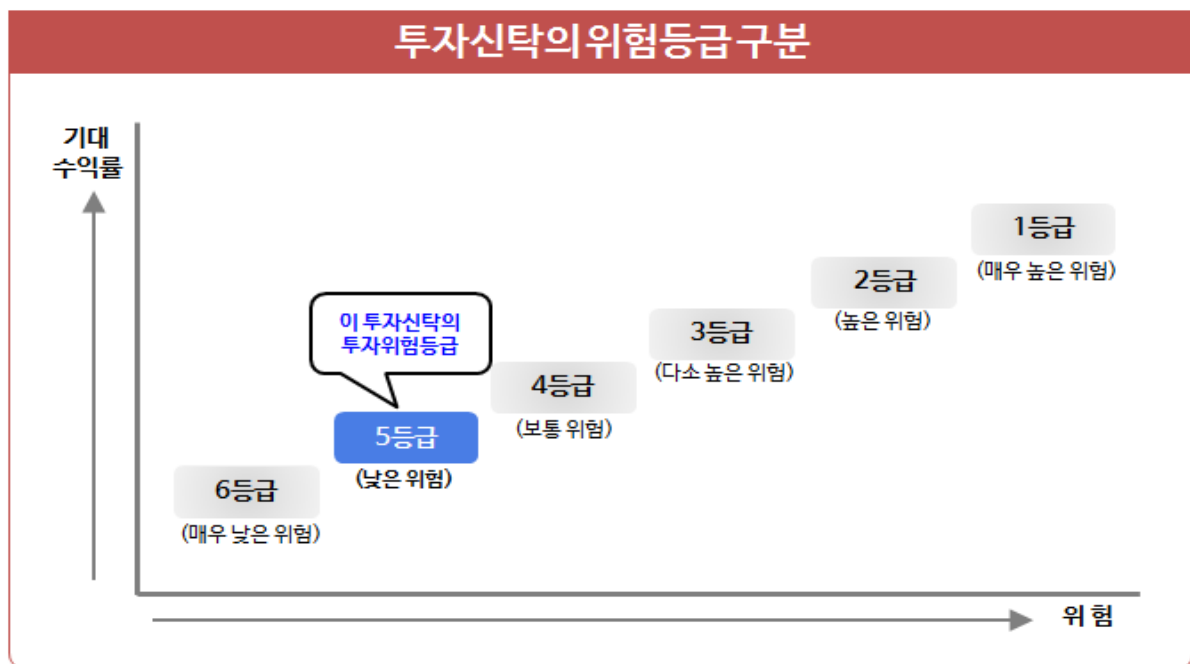 투자신탁의 위험등급 구분
기대
수익률
1등급
(매우 높은 위험)
2등급
(높은 위험)
3등급
(다소 높은 위험)
이 투자신탁의
투자위험등급
4등급
(보통 위험)
5등급
(낮은 위험)
6등급
(매우 낮은 위험)
위 험